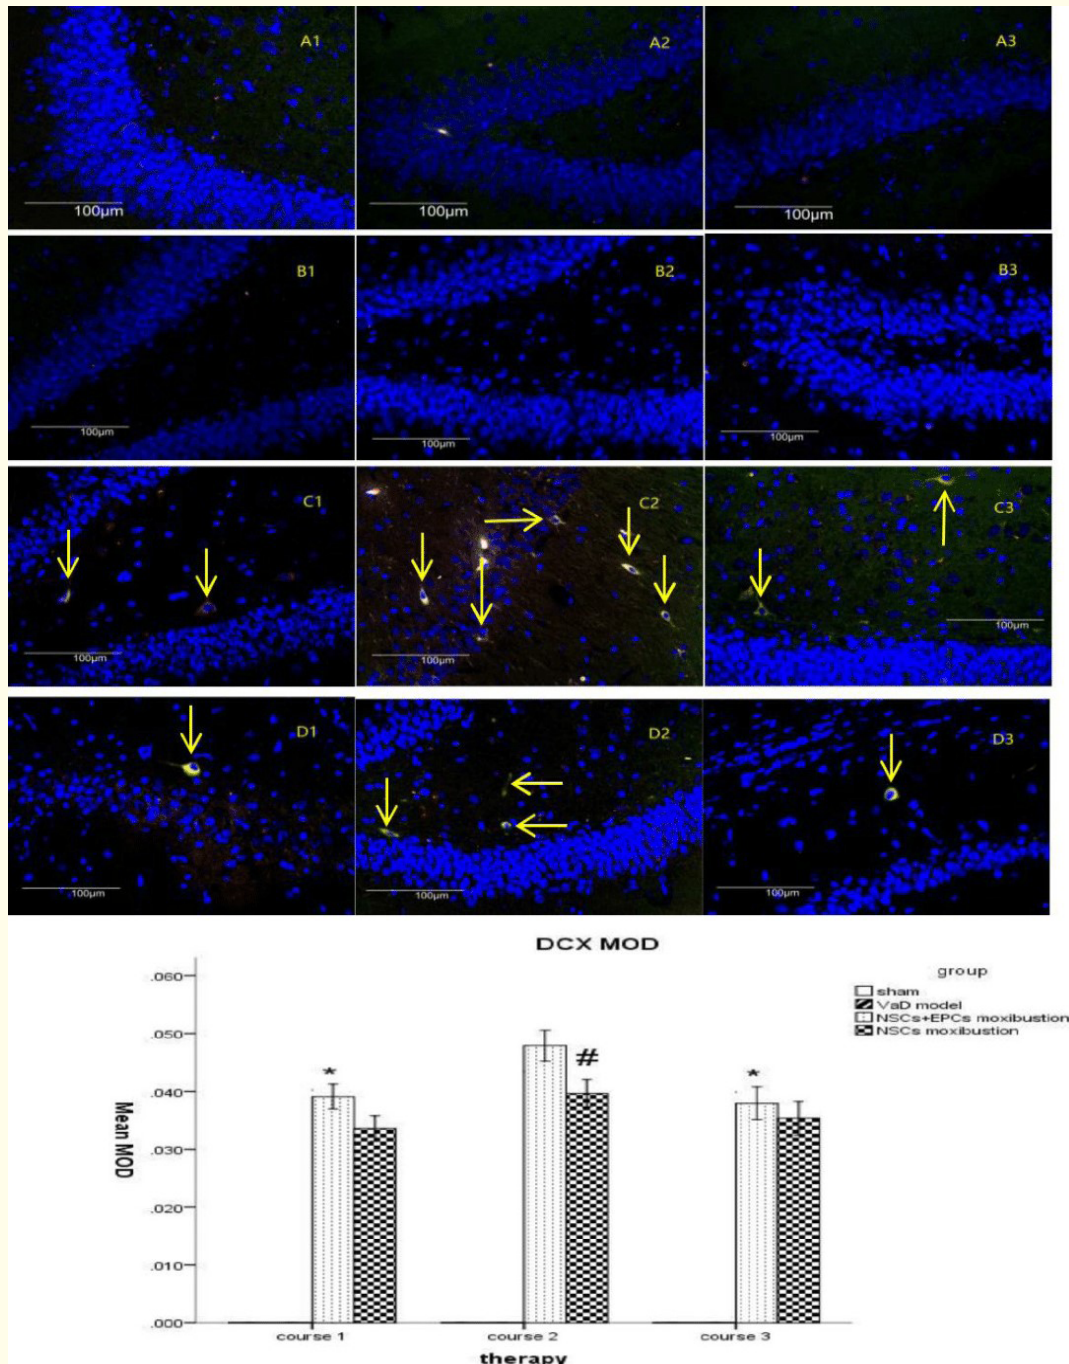 A1
A2
A3
100µm
100µm
100µm
B1
B2
B3
100µm
100µm
100µm
C1
C2
C3
100µm
100µm
100µm
D1
D2
D3
100µm
100µm
100µm
DCX MOD
group
sham
VaD model
NSCs+EPCs moxibustion
NSCs moxibustion
Mean MOD
.060
.050
.040
.030
.020
.010
.000
*
#
*
course 1
course 2
course 3
therapy